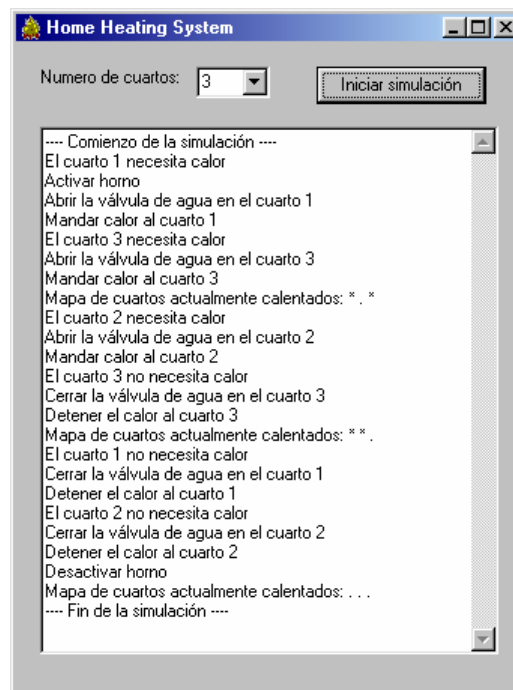 Home Heating System
Numero de cuartos: 3 Iniciar simulación
---- Comienzo de la simulación ----
El cuarto 1 necesita calor
Activar horno
Abrir la válvula de agua en el cuarto 1
Mandar calor al cuarto 1
El cuarto 3 necesita calor
Abrir la válvula de agua en el cuarto 3
Mandar calor al cuarto 3
Mapa de cuartos actualmente calentados: * . *
El cuarto 2 necesita calor
Abrir la válvula de agua en el cuarto 2
Mandar calor al cuarto 2
El cuarto 3 no necesita calor
Cerrar la válvula de agua en el cuarto 3
Detener el calor al cuarto 3
Mapa de cuartos actualmente calentados: * * .
El cuarto 1 no necesita calor
Cerrar la válvula de agua en el cuarto 1
Detener el calor al cuarto 1
El cuarto 2 no necesita calor
Cerrar la válvula de agua en el cuarto 2
Detener el calor al cuarto 2
Desactivar horno
Mapa de cuartos actualmente calentados: . . .
---- Fin de la simulación ----